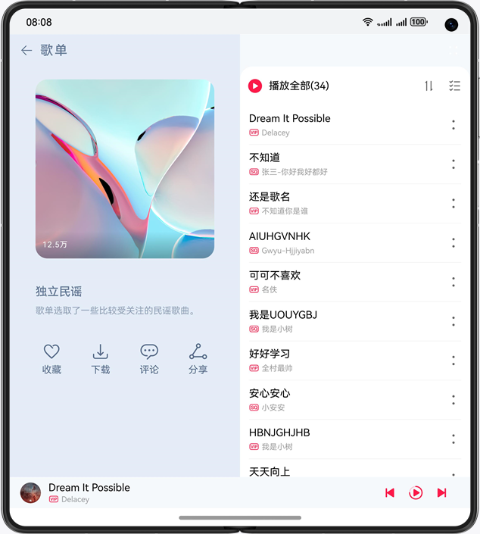 08:08
100
歌单
12.5万
独立民谣
歌单选取了一些比较受关注的民谣歌曲。
收藏
下载
评论
分享
播放全部(34)
Dream It Possible
VIP Delacey
不知道
SQ 张三-你好我好都好
还是歌名
VIP 不知道你是谁
AIUHGVNHK
SQ Gwyu-Hjjiyabn
可可不喜欢
VIP 名佚
我是UOUYGBJ
SQ 我是小树
好好学习
VIP 全村最帅
安心安心
SQ 小安安
HBNJGHJHB
VIP 我是小树
天天向上
Dream It Possible
VIP Delacey